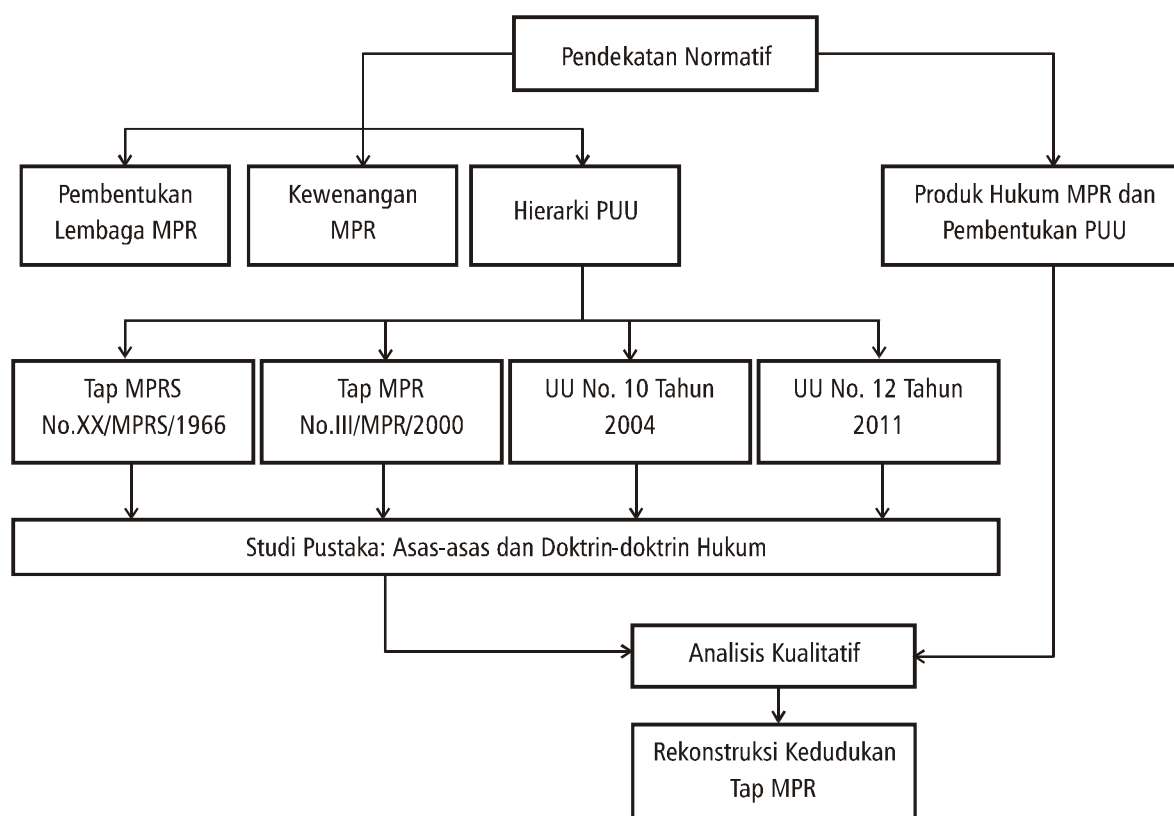 Pendekatan Normatif
Pembentukan
Lembaga MPR
Kewenangan
MPR
Hierarki PUU
Produk Hukum MPR dan
Pembentukan PUU
Tap MPRS
No.XX/MPRS/1966
Tap MPR
No.III/MPR/2000
UU No. 10 Tahun
2004
UU No. 12 Tahun
2011
Studi Pustaka: Asas-asas dan Doktrin-doktrin Hukum
Analisis Kualitatif
Rekonstruksi Kedudukan
Tap MPR